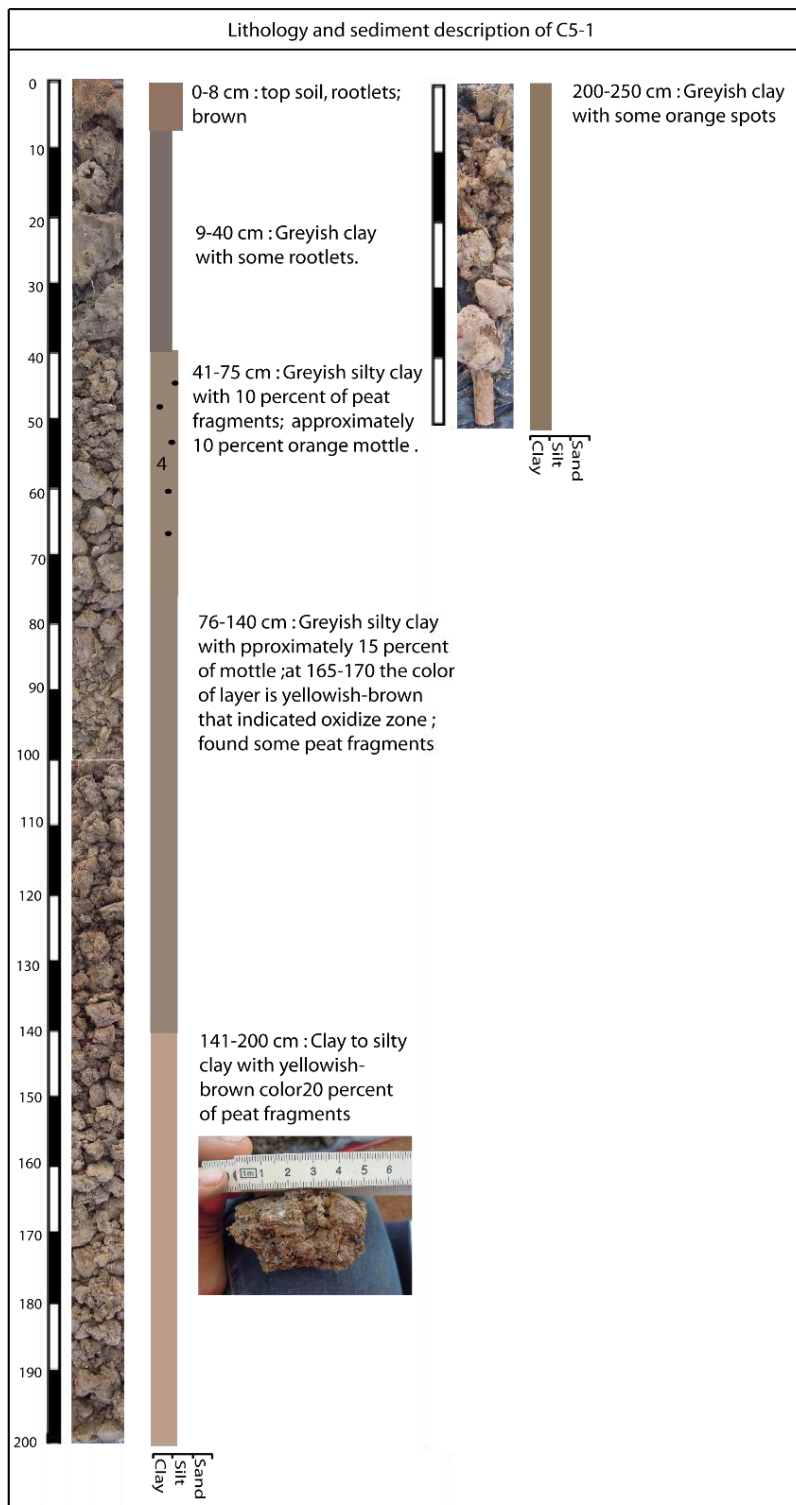 Lithology and sediment description of C5-1
0
10
20
30
40
50
60
70
80
90
100
110
120
130
140
150
160
170
180
190
200
0-8 cm : top soil, rootlets;
brown
9-40 cm : Greyish clay
with some rootlets.
41-75 cm : Greyish silty clay
with 10 percent of peat
fragments; approximately
10 percent orange mottle .
4
76-140 cm : Greyish silty clay
with pproximately 15 percent
of mottle ;at 165-170 the color
of layer is yellowish-brown
that indicated oxidize zone ;
found some peat fragments
141-200 cm : Clay to silty
clay with yellowish-
brown color20 percent
of peat fragments
1m 1 2 3 4 5 6
Clay
Silt
Sand
200-250 cm : Greyish clay
with some orange spots
Clay
Silt
Sand